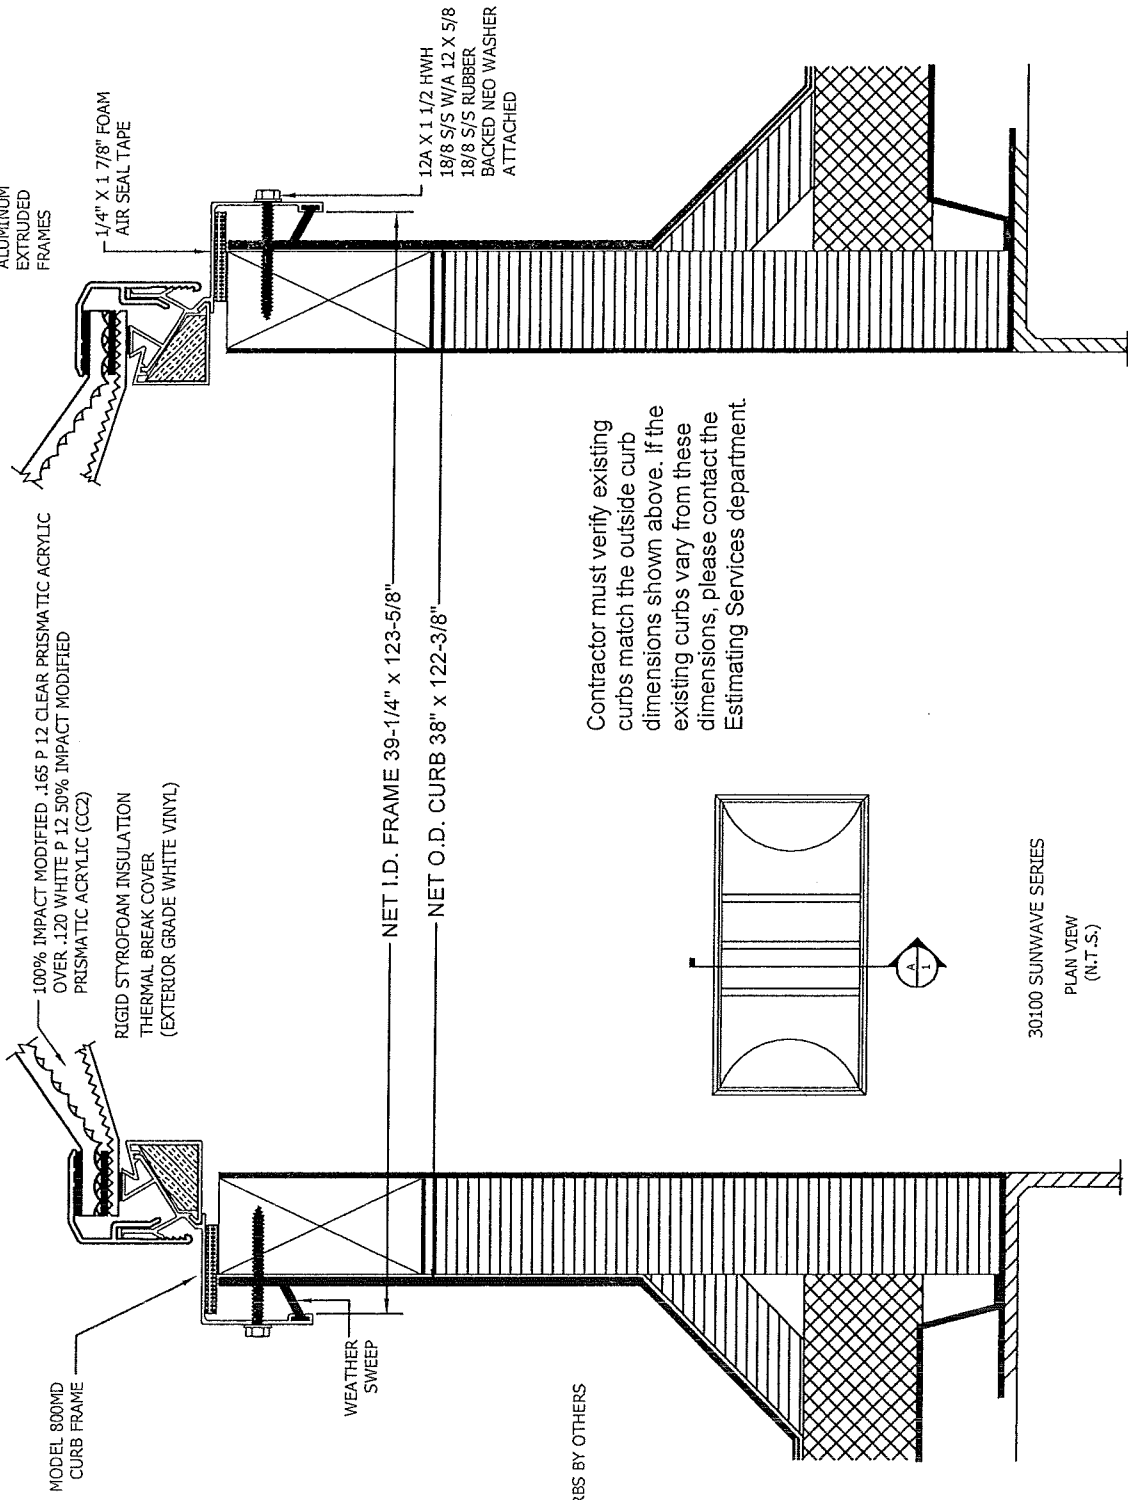 MODEL 800MD
CURB FRAME
100% IMPACT MODIFIED .165 P 12 CLEAR PRISMATIC ACRYLIC
OVER .120 WHITE P 12 50% IMPACT MODIFIED
PRISMATIC ACRYLIC (CC2)
RIGID STYROFOAM INSULATION
THERMAL BREAK COVER
(EXTERIOR GRADE WHITE VINYL)
ALUMINUM
EXTRUDED
FRAMES
1/4" X 1 7/8" FOAM
AIR SEAL TAPE
WEATHER
SWEEP
NET I.D. FRAME 39-1/4" x 123-5/8"
NET O.D. CURB 38" x 122-3/8"
12A X 1 1/2 HWH
18/8 S/S W/A 12 X 5/8
18/8 S/S RUBBER
BACKED NEO WASHER
ATTACHED
Contractor must verify existing
curbs match the outside curb
dimensions shown above. If the
existing curbs vary from these
dimensions, please contact the
Estimating Services department.
BY OTHERS
A
1
30100 SUNWAVE SERIES
PLAN VIEW
(N.T.S.)